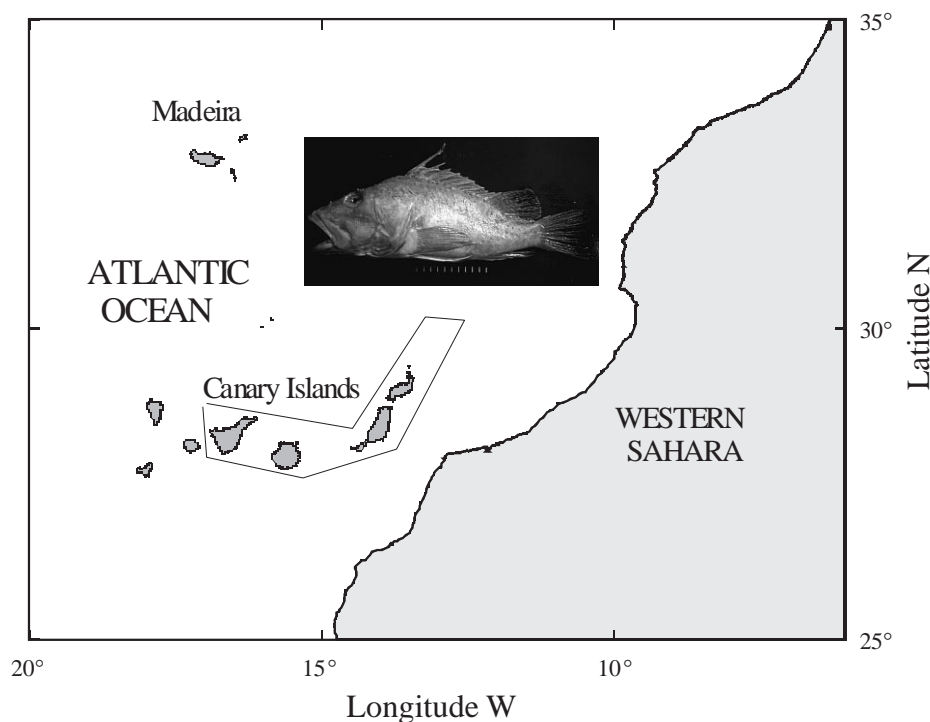 35°
Madeira
ATLANTIC
OCEAN
30°
Latitude N
Canary Islands
WESTERN
SAHARA
25°
20°
15°
10°
Longitude W